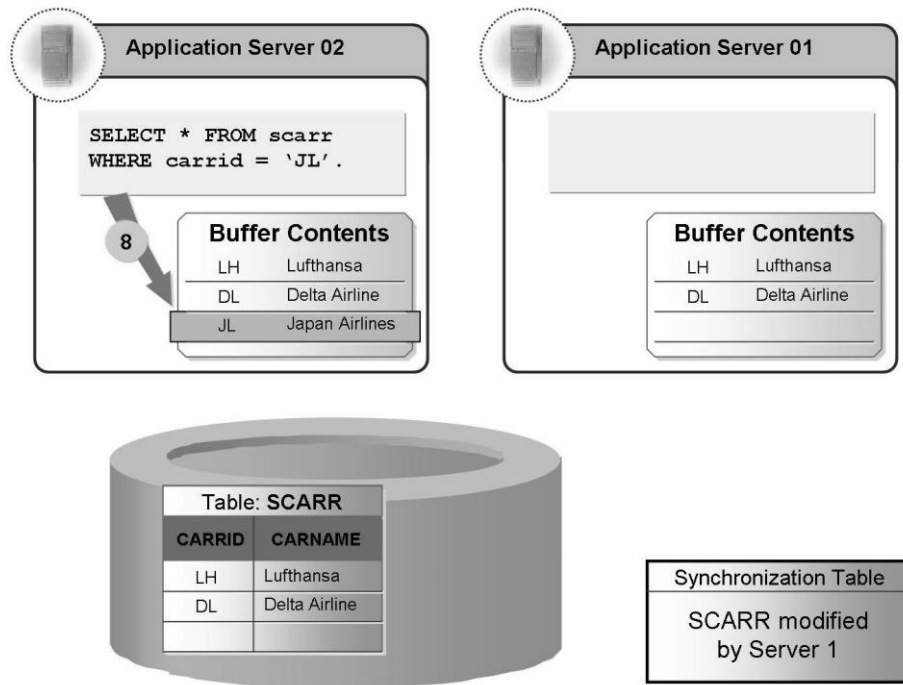 Application Server 02
SELECT * FROM scarr
WHERE carrid = ‘JL’.
8
Buffer Contents
LH Lufthansa
DL Delta Airline
JL Japan Airlines
Application Server 01
Buffer Contents
LH Lufthansa
DL Delta Airline
Table: SCARR
CARRID CARNAME
LH Lufthansa
DL Delta Airline
Synchronization Table
SCARR modified
by Server 1